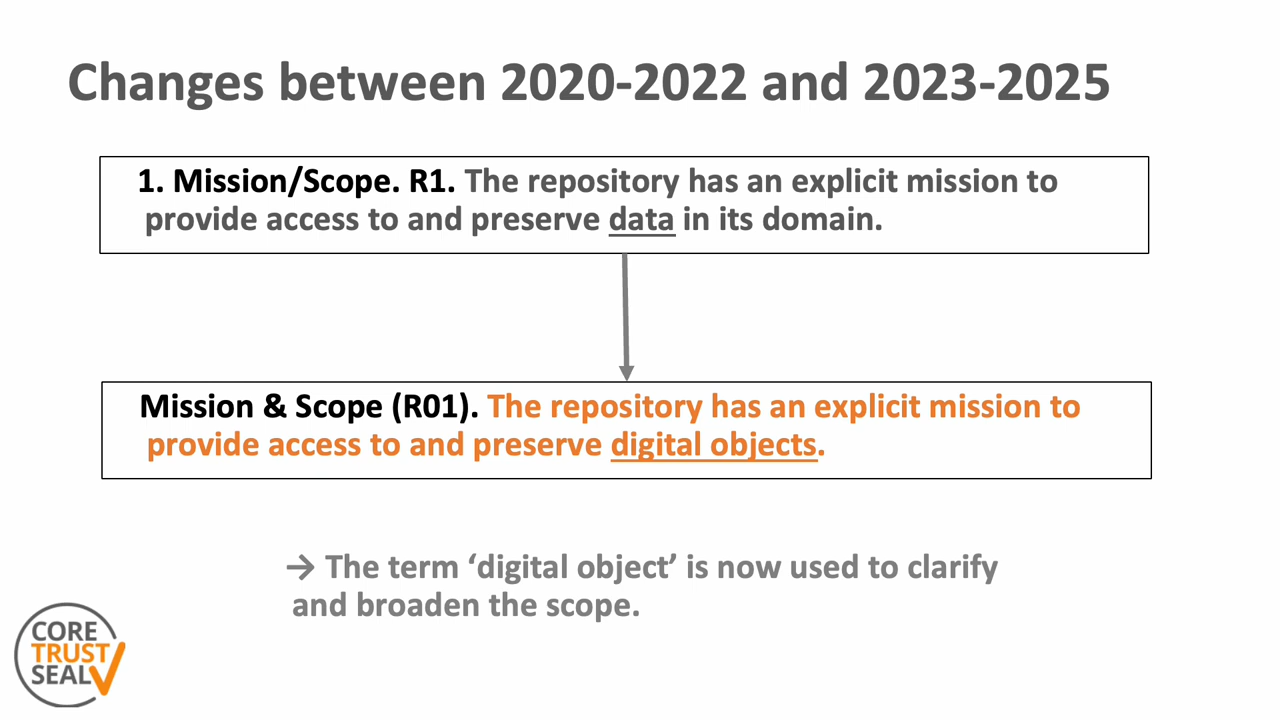 Changes between 2020-2022 and 2023-2025
1. Mission/Scope. R1. The repository has an explicit mission to
provide access to and preserve data in its domain.
Mission & Scope (R01). The repository has an explicit mission to
provide access to and preserve digital objects.
→ The term ‘digital object’ is now used to clarify
and broaden the scope.
CORE
TRUST
SEAL